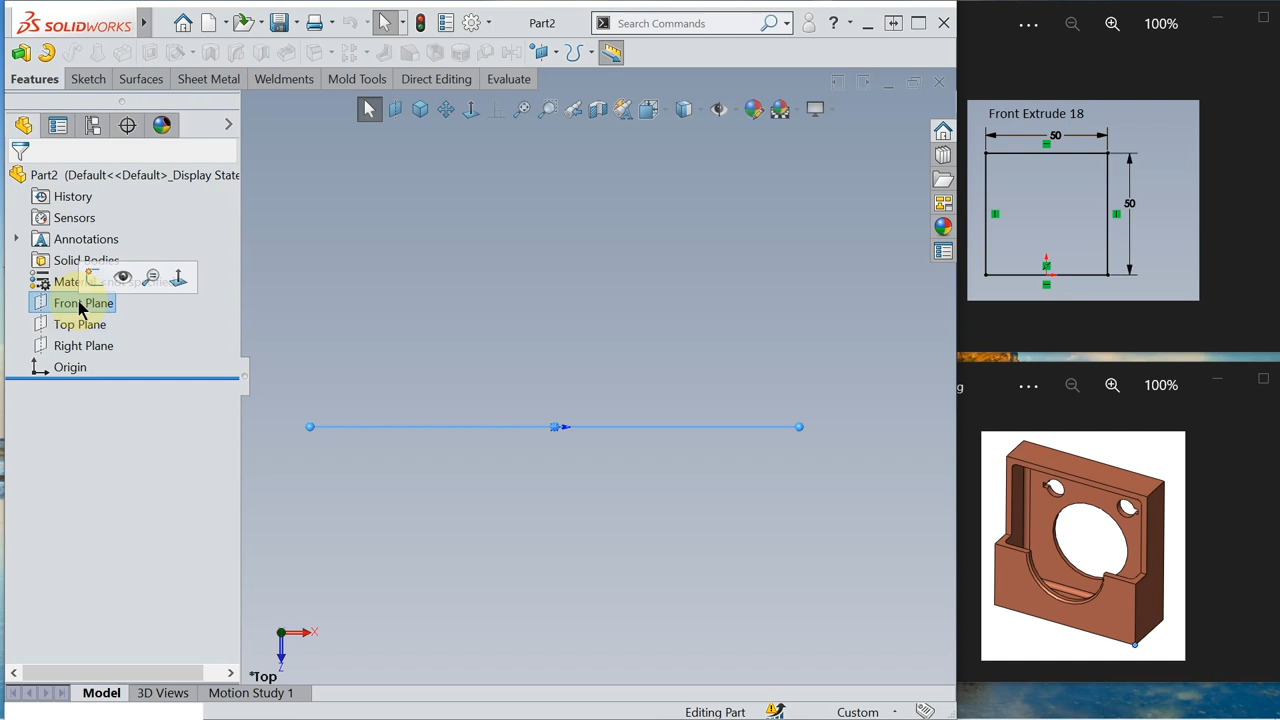 SOLIDWORKS
Part2
Search Commands
?
100%
Features
Sketch
Surfaces
Sheet Metal
Weldments
Mold Tools
Direct Editing
Evaluate
Part2 (Default<<Default>_Display State
History
Sensors
Annotations
Solid Bodies
Front Plane
Top Plane
Right Plane
Origin
Front Extrude 18
50
50
g
100%
X
Z
*Top
Model
3D Views
Motion Study 1
Editing Part
Custom